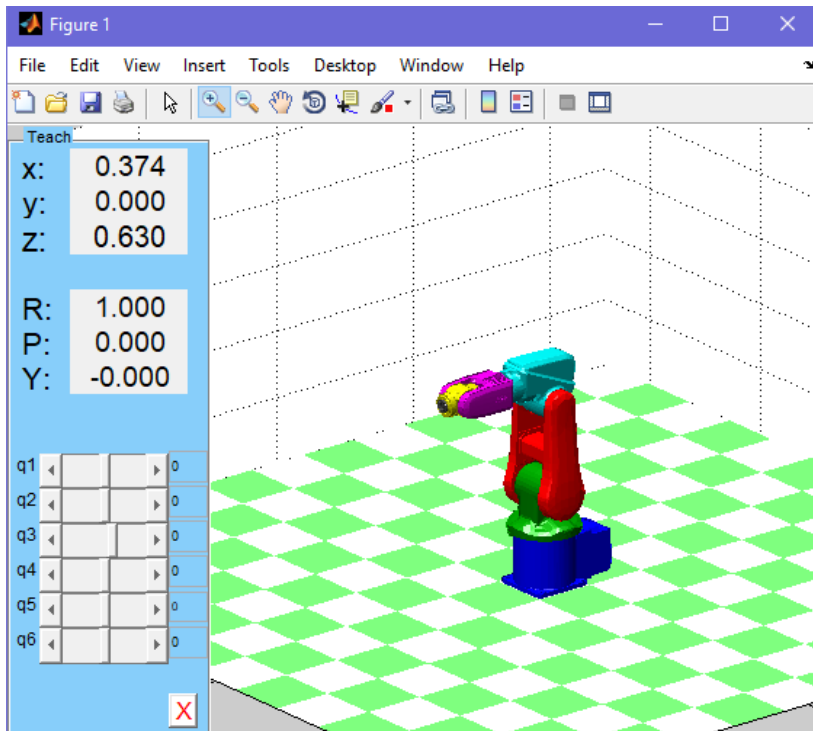 Figure 1
File Edit View Insert Tools Desktop Window Help
Teach
x: 0.374
y: 0.000
z: 0.630
R: 1.000
P: 0.000
Y: -0.000
q1 0
q2 0
q3 0
q4 0
q5 0
q6 0
X